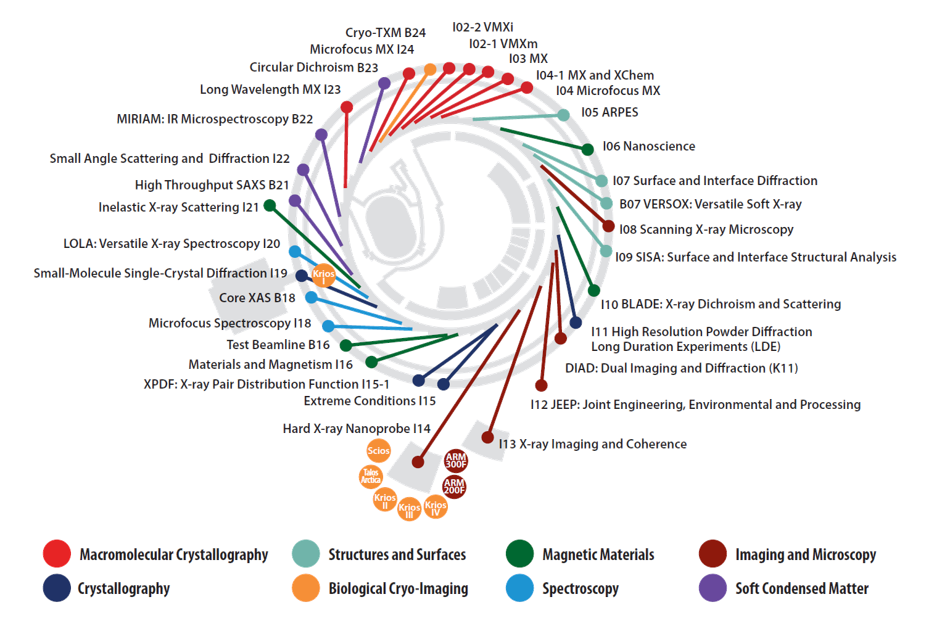 Cryo-TXM B24
Microfocus MX I24
Circular Dichroism B23
Long Wavelength MX I23
MIRIAM: IR Microspectroscopy B22
Small Angle Scattering and Diffraction I22
High Throughput SAXS B21
Inelastic X-ray Scattering I21
LOLA: Versatile X-ray Spectroscopy I20
Small-Molecule Single-Crystal Diffraction I19
Core XAS B18
Microfocus Spectroscopy I18
Test Beamline B16
Materials and Magnetism I16
XPDF: X-ray Pair Distribution Function I15-1
Extreme Conditions I15
Hard X-ray Nanoprobe I14
I02-2 VMXi
I02-1 VMXm
I03 MX
I04-1 MX and XChem
I04 Microfocus MX
I05 ARPES
I06 Nanoscience
I07 Surface and Interface Diffraction
B07 VERSOX: Versatile Soft X-ray
I08 Scanning X-ray Microscopy
I09 SISA: Surface and Interface Structural Analysis
I10 BLADE: X-ray Dichroism and Scattering
I11 High Resolution Powder Diffraction
Long Duration Experiments (LDE)
DIAD: Dual Imaging and Diffraction (K11)
I12 JEEP: Joint Engineering, Environmental and Processing
I13 X-ray Imaging and Coherence
Krios
I
Scios
Talos
Arctica
Krios
II
Krios
III
Krios
IV
ARM
300F
ARM
200F
Macromolecular Crystallography
Structures and Surfaces
Magnetic Materials
Imaging and Microscopy
Crystallography
Biological Cryo-Imaging
Spectroscopy
Soft Condensed Matter